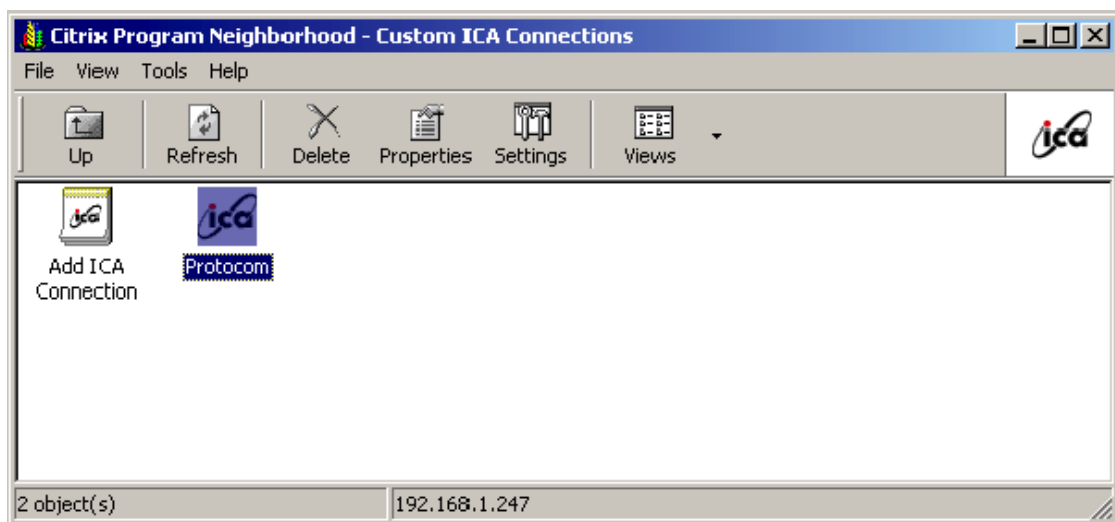 Citrix Program Neighborhood - Custom ICA Connections
File View Tools Help
Up Refresh Delete Properties Settings Views
ica
ica
ica
Add ICA
Connection
Protocom
2 object(s)
192.168.1.247